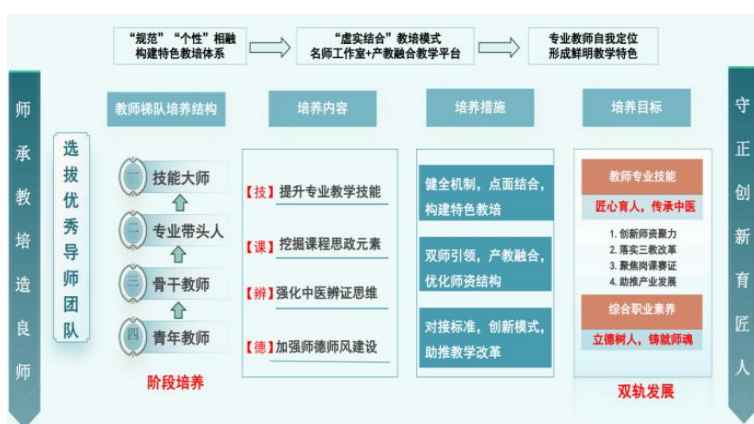 “规范”“个性”相融
构建特色教培体系
“虚实结合”教培模式
名师工作室+产教融合教学平台
专业教师自我定位
形成鲜明教学特色
师承教培造良师
选拔优秀导师团队
教师梯队培养结构
一 技能大师
二 专业带头人
三 骨干教师
四 青年教师
阶段培养
培养内容
【技】提升专业教学技能
【课】挖掘课程思政元素
【辨】强化中医辨证思维
【德】加强师德师风建设
培养措施
健全机制，点面结合，
构建特色教培
双师引领，产教融合，
优化师资结构
对接标准，创新模式，
助推教学改革
培养目标
教师专业技能
匠心育人，传承中医
1. 创新师资聚力
2. 落实三教改革
3. 聚焦岗课赛证
4. 助推产业发展
综合职业素养
立德树人，铸就师魂
双轨发展
守正创新育匠人